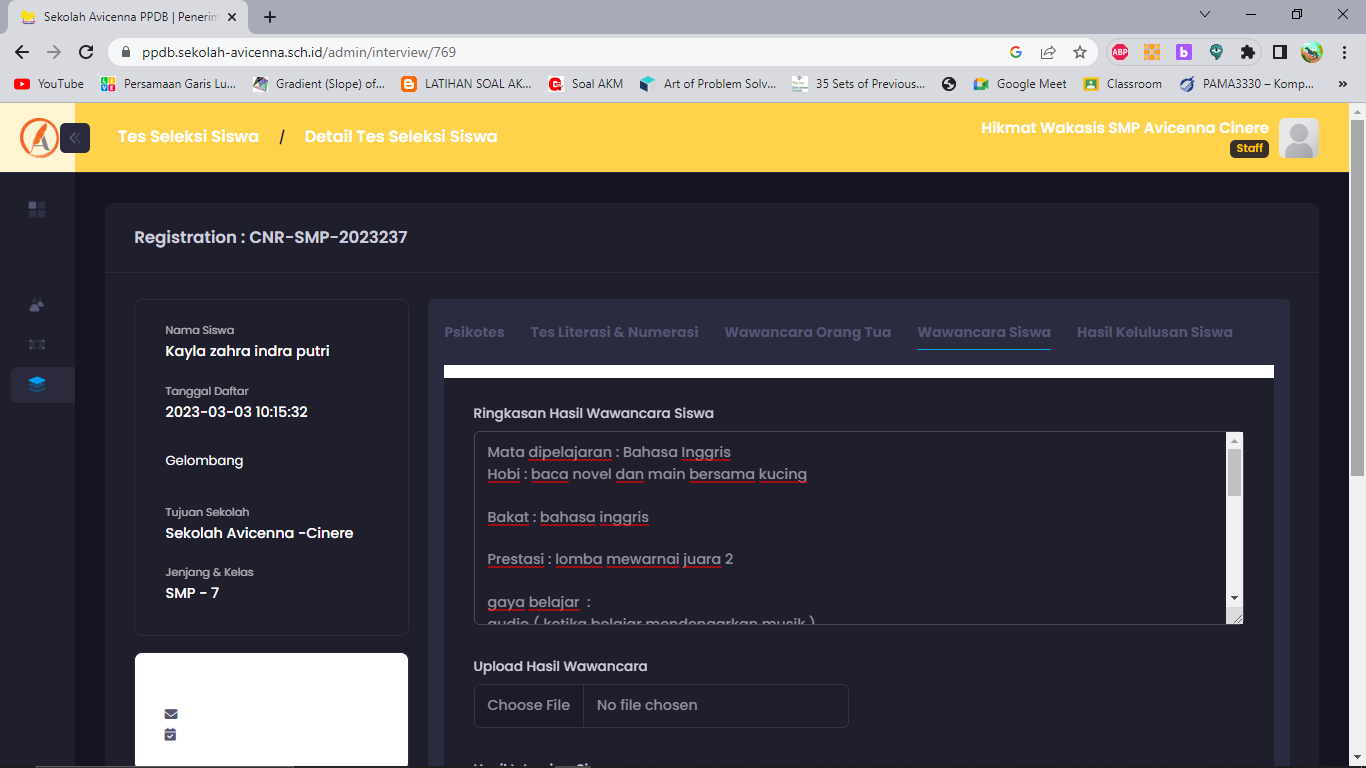 Sekolah Avicenna PPDB | Penerim
ppdb.sekolah-avicenna.sch.id/admin/interview/769
YouTube
Persamaan Garis Lu...
Gradient (Slope) of...
LATIHAN SOAL AK...
Soal AKM
Art of Problem Solv...
35 Sets of Previous...
Google Meet
Classroom
PAMA3330 – Komp...
Tes Seleksi Siswa / Detail Tes Seleksi Siswa
Hikmat Wakasis SMP Avicenna Cinere
Staff
Registration : CNR-SMP-2023237
Nama Siswa
Kayla zahra indra putri
Tanggal Daftar
2023-03-03 10:15:32
Gelombang
Tujuan Sekolah
Sekolah Avicenna -Cinere
Jenjang & Kelas
SMP - 7
Psikotes
Tes Literasi & Numerasi
Wawancara Orang Tua
Wawancara Siswa
Hasil Kelulusan Siswa
Ringkasan Hasil Wawancara Siswa
Mata dipelajaran : Bahasa Inggris
Hobi : baca novel dan main bersama kucing
Bakat : bahasa inggris
Prestasi : lomba mewarnai juara 2
gaya belajar :
audio ( ketika belajar mendengarkan musik )
Upload Hasil Wawancara
Choose File
No file chosen